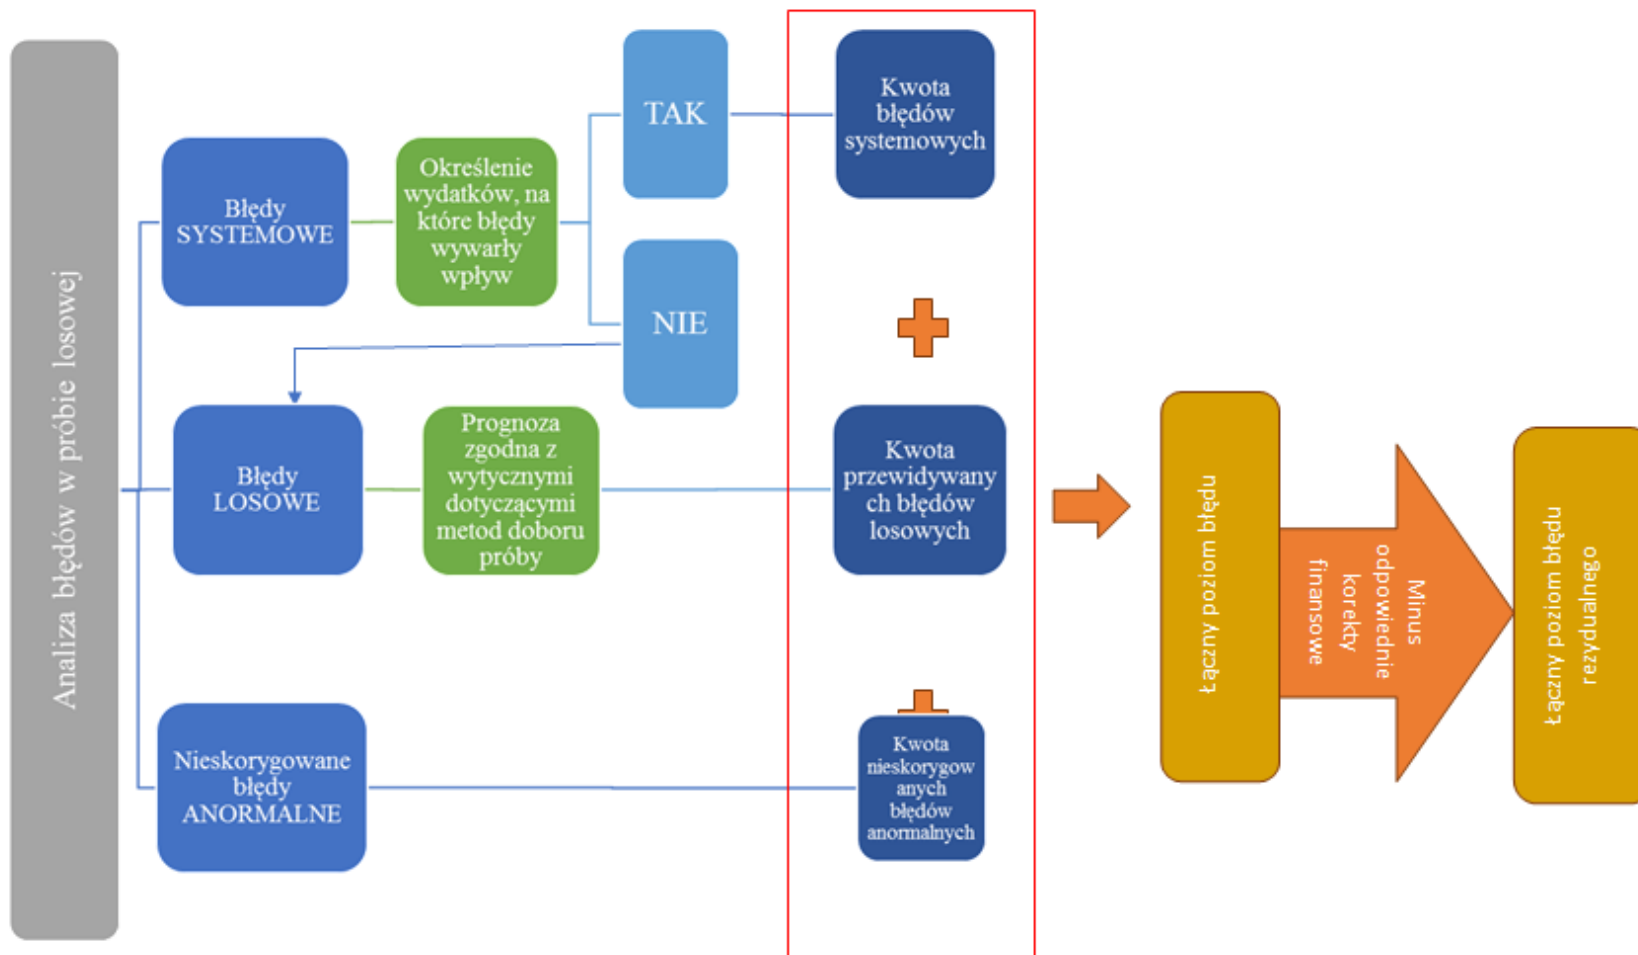 Analiza błędów w próbie losowej
Błędy
SYSTEMOWE
Określenie
wydatków, na
które błędy
wywarły
wpływ
TAK
NIE
Kwota
błędów
systemowych
Błędy
LOSOWE
Prognoza
zgodna z
wytycznymi
dotyczącymi
metod doboru
próby
Kwota
przewidywany
ch błędów
losowych
Nieskorygowane
błędy
ANORMALNE
Kwota
nieskorygow
anych
błędów
anormalnych
Łączny poziom błędu
Minus
odpowiednie
korekty
finansowe
Łączny poziom błędu
rezydualnego